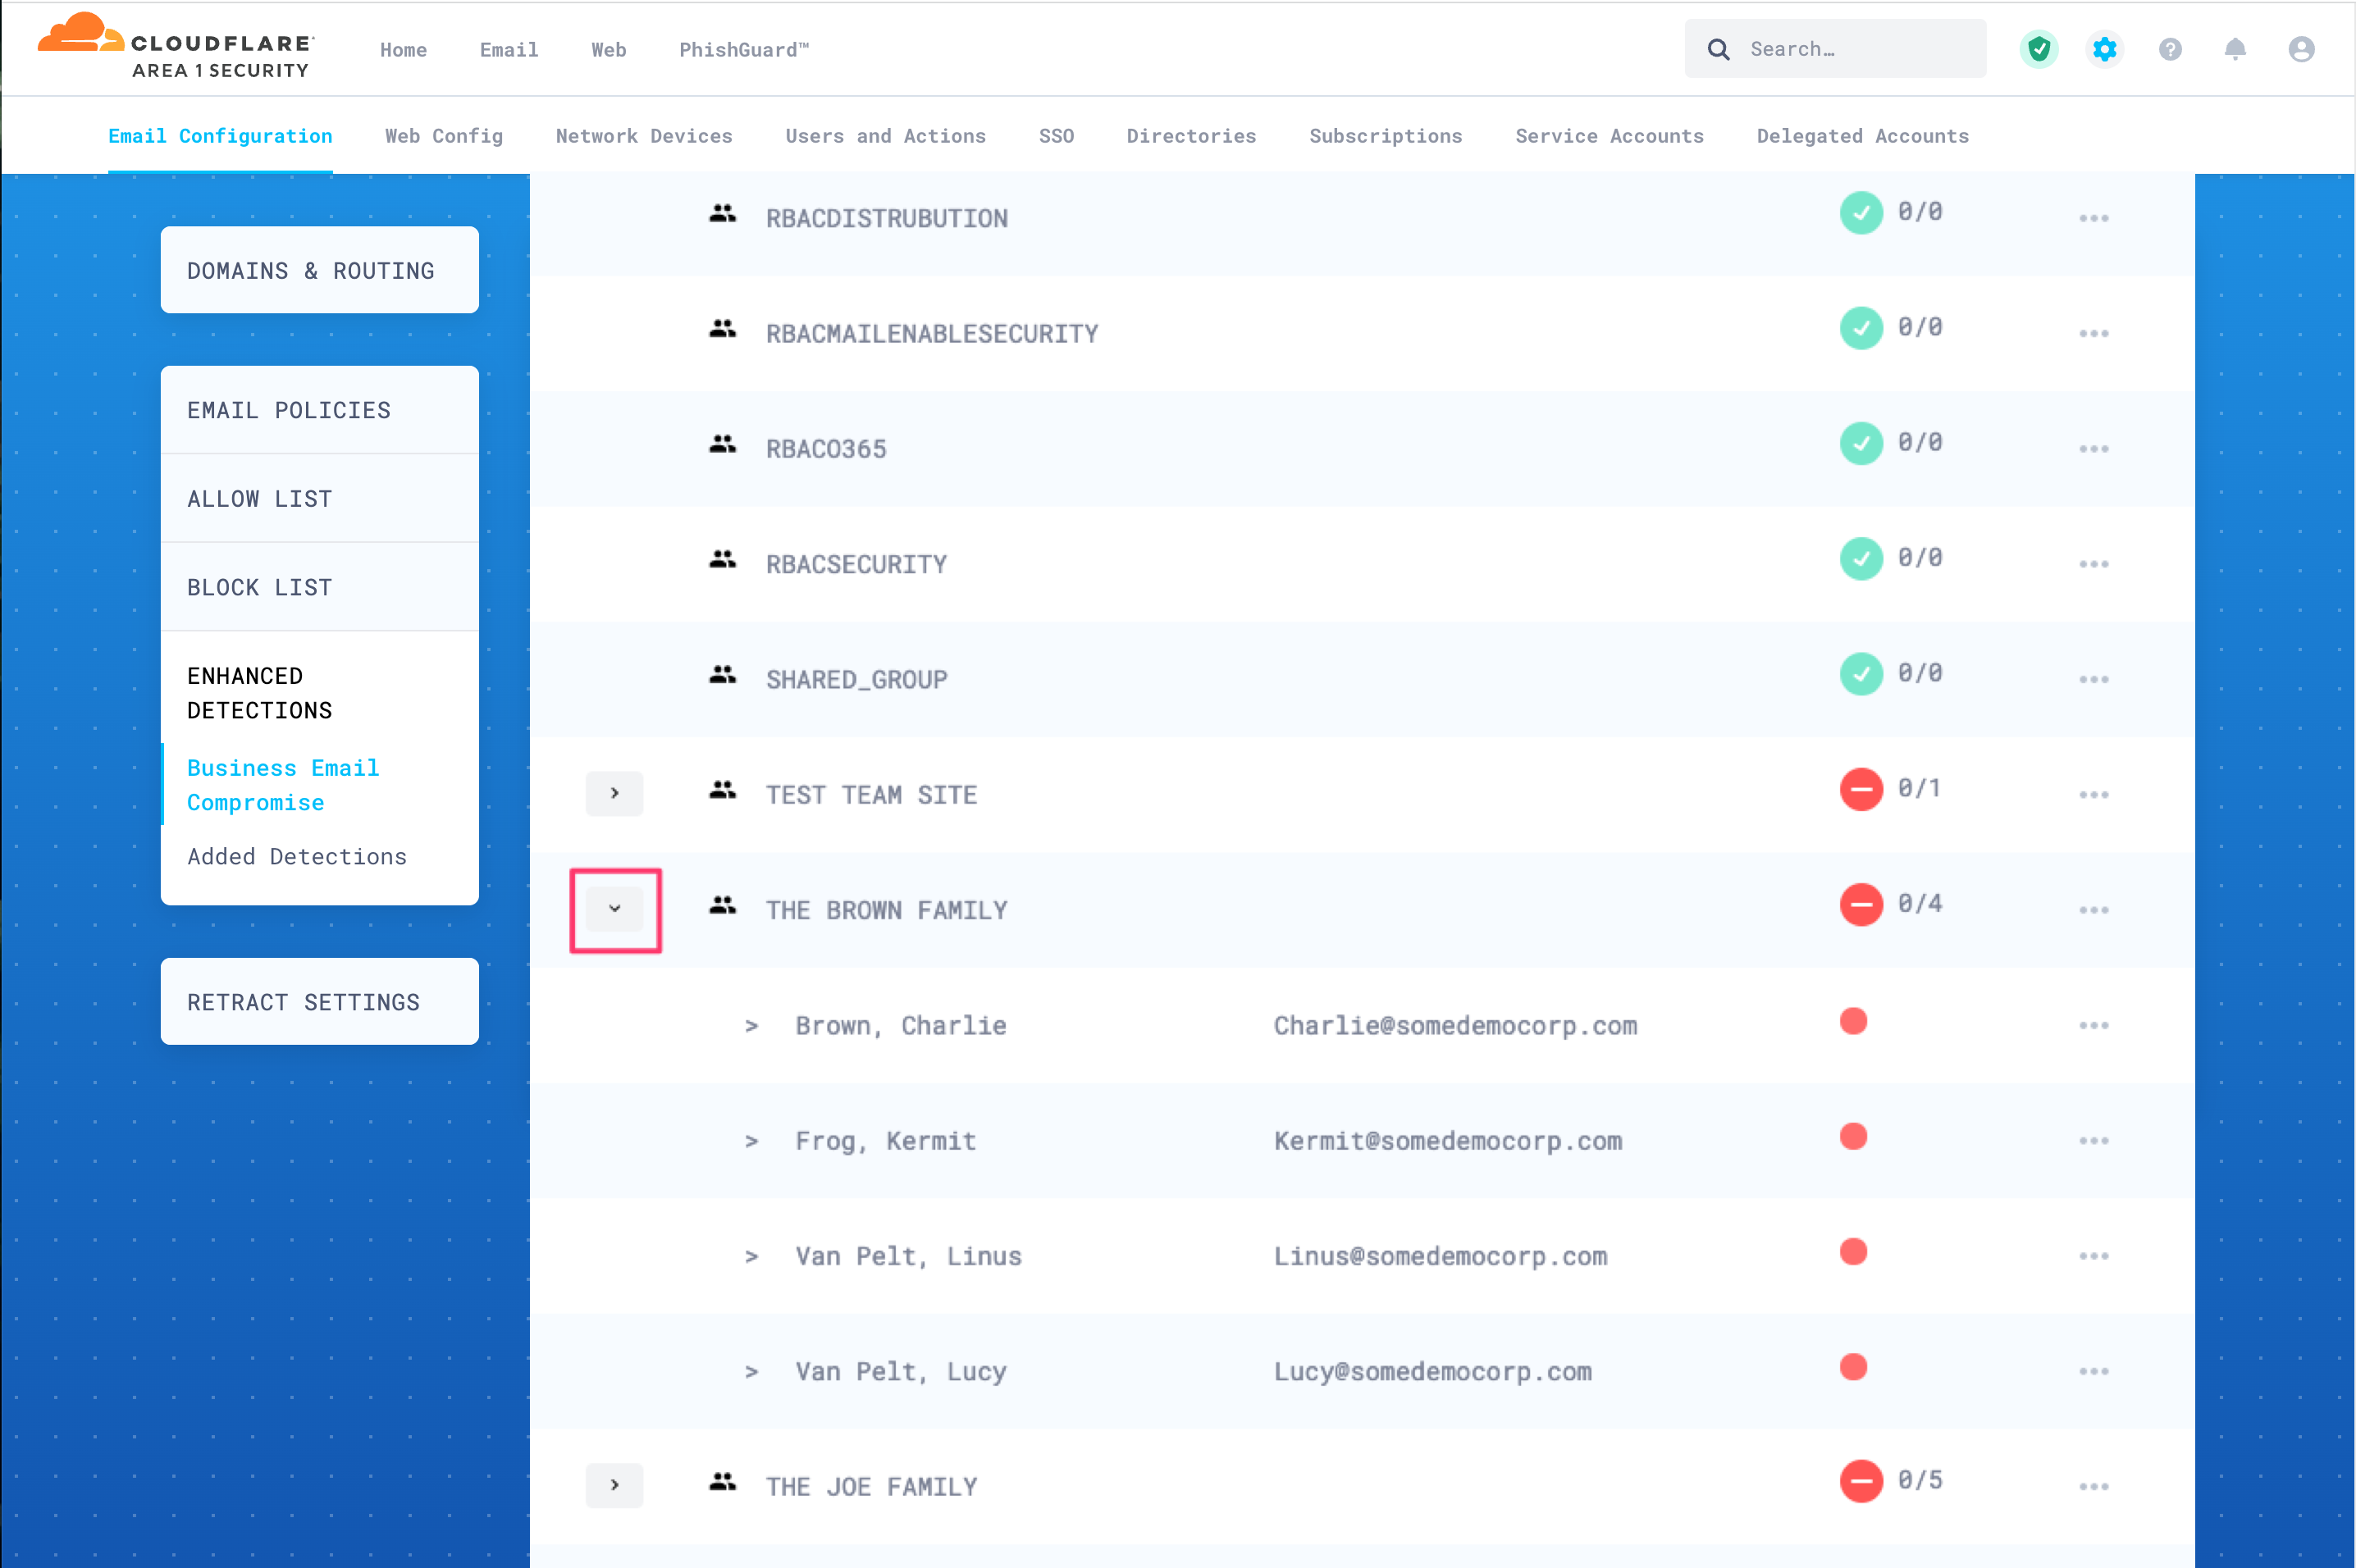 CLOUDFLARE
AREA 1 SECURITY
Home Email Web PhishGuard™
Search…
Email Configuration Web Config Network Devices Users and Actions SSO Directories Subscriptions Service Accounts Delegated Accounts
DOMAINS & ROUTING
EMAIL POLICIES
ALLOW LIST
BLOCK LIST
ENHANCED
DETECTIONS
Business Email
Compromise
Added Detections
RETRACT SETTINGS
RBACDISTRUBUTION 0/0
RBACMAILENABLESECURITY 0/0
RBACO365 0/0
RBACSECURITY 0/0
SHARED_GROUP 0/0
TEST TEAM SITE 0/1
THE BROWN FAMILY 0/4
> Brown, Charlie Charlie@somedemocorp.com
> Frog, Kermit Kermit@somedemocorp.com
> Van Pelt, Linus Linus@somedemocorp.com
> Van Pelt, Lucy Lucy@somedemocorp.com
THE JOE FAMILY 0/5